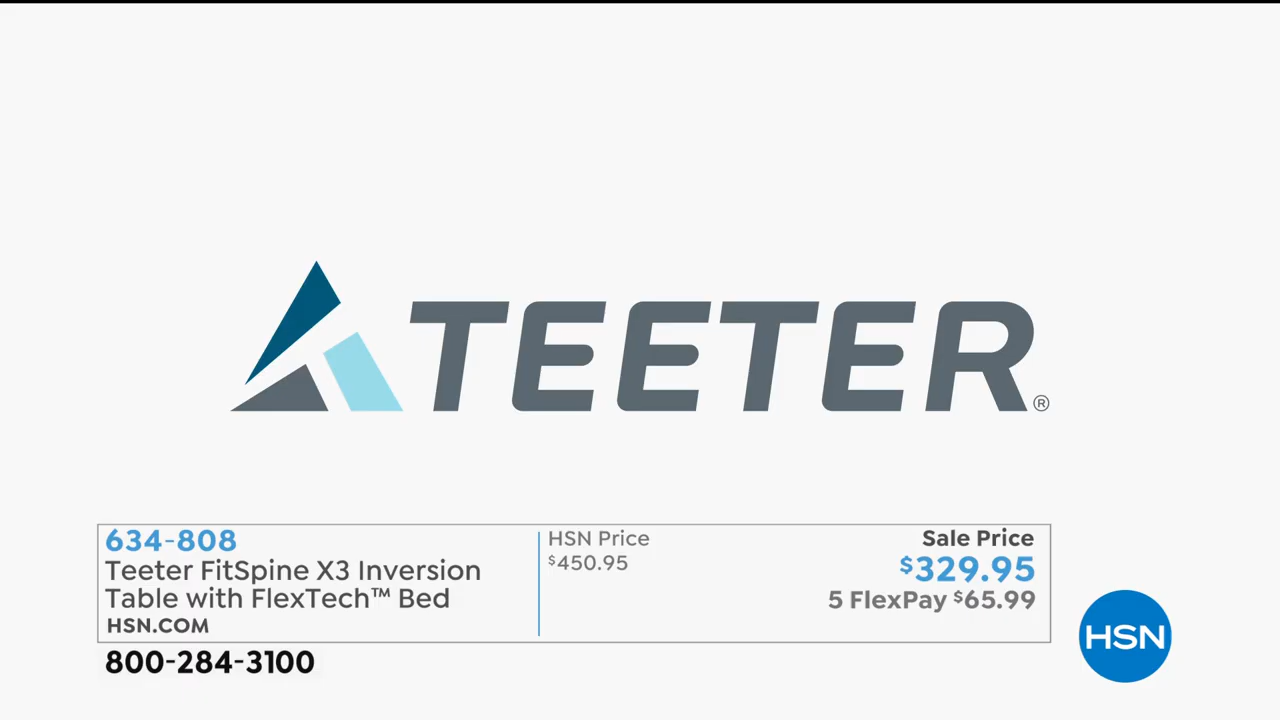 TEETER®
634-808
Teeter FitSpine X3 Inversion
Table with FlexTech™ Bed
HSN.COM
800-284-3100
HSN Price
$450.95
Sale Price
$329.95
5 FlexPay $65.99
HSN